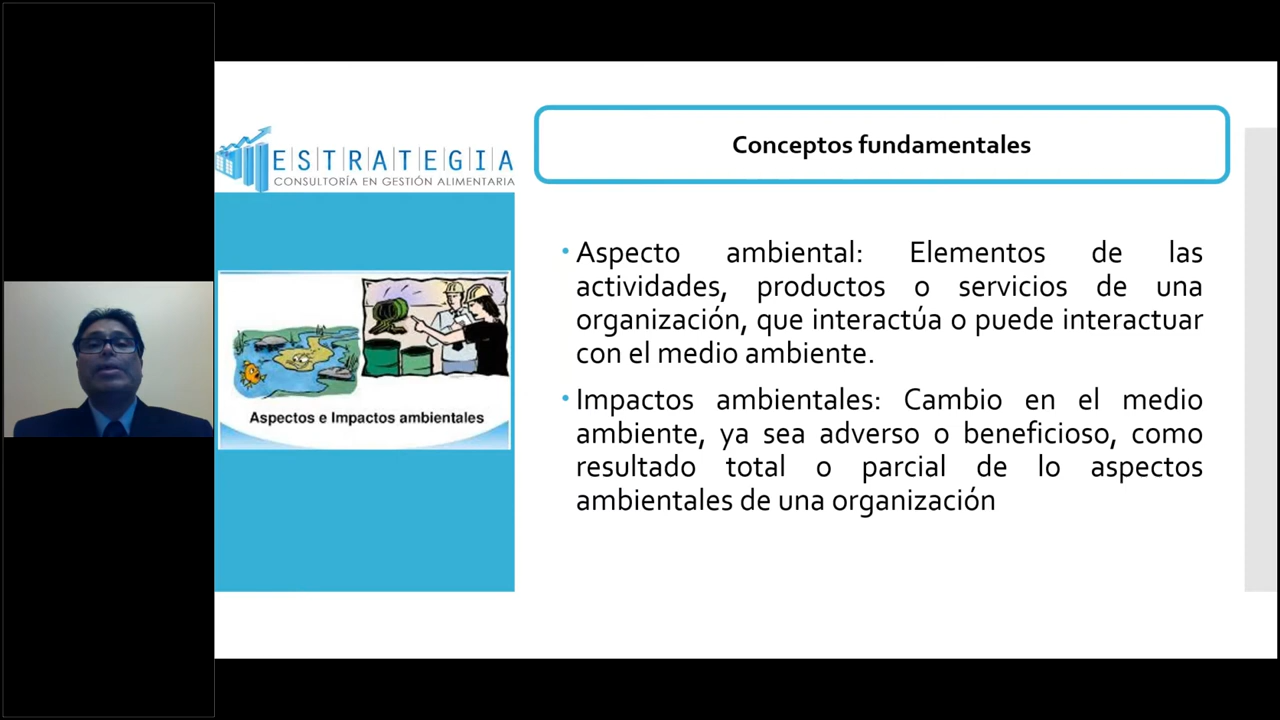 ESTRATEGIA
CONSULTORÍA EN GESTIÓN ALIMENTARIA
Aspectos e Impactos ambientales
Conceptos fundamentales
• Aspecto ambiental: Elementos de las
actividades, productos o servicios de una
organización, que interactúa o puede interactuar
con el medio ambiente.
• Impactos ambientales: Cambio en el medio
ambiente, ya sea adverso o beneficioso, como
resultado total o parcial de lo aspectos
ambientales de una organización